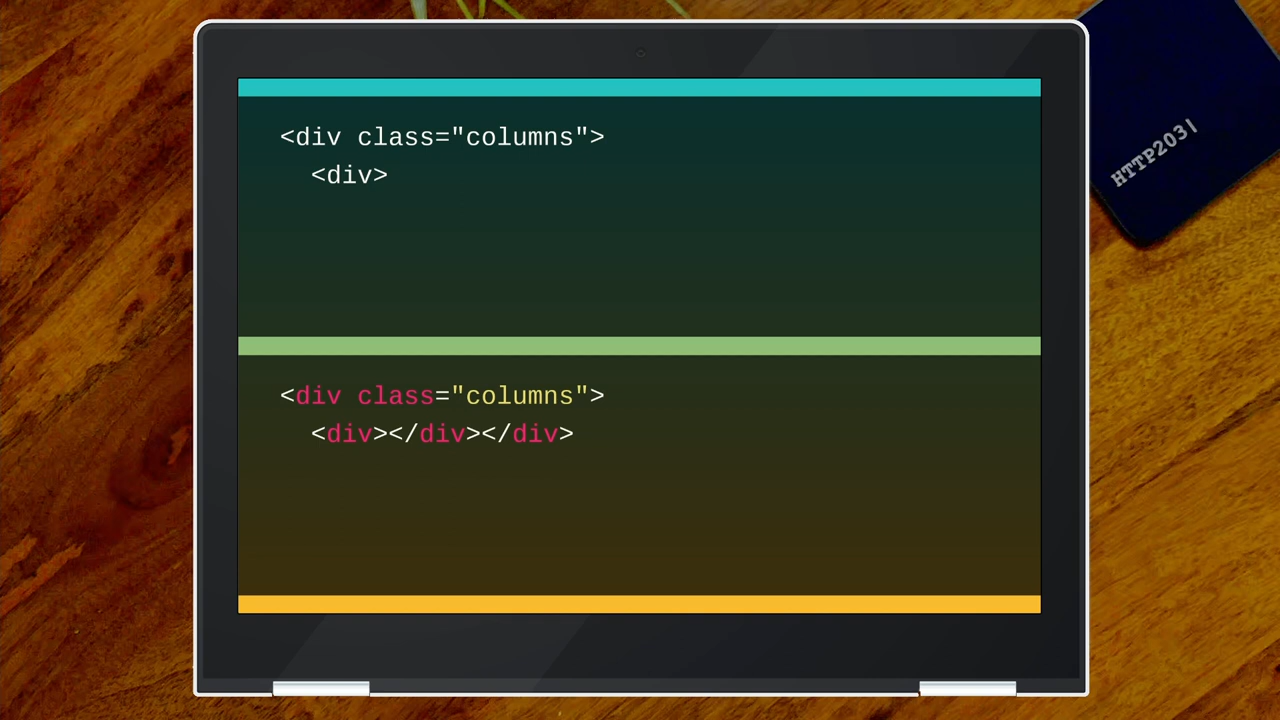 <div class="columns">
  <div>
<div class="columns">
  <div></div></div>
HTTP203|